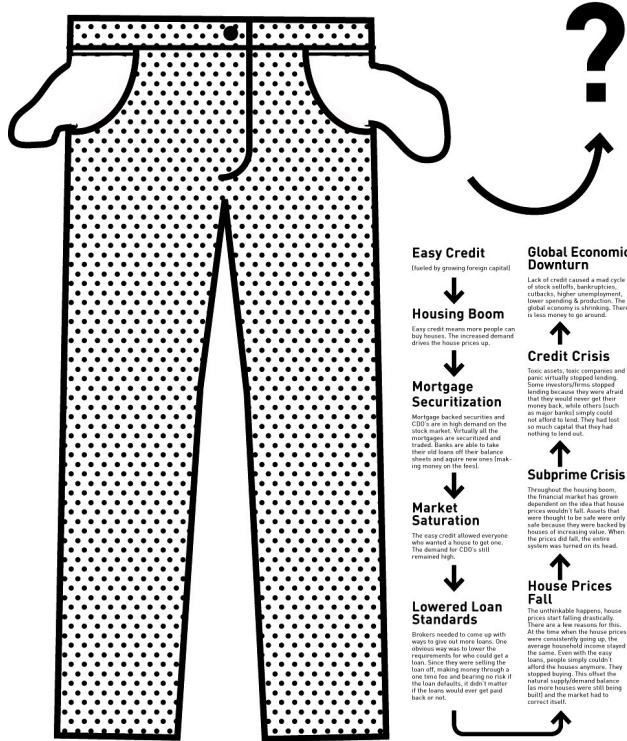 ?
Easy Credit
(fueled by growing foreign capital)
Housing Boom
Easy credit means more people can
buy houses. The increased demand
drives the house prices up.
Mortgage
Securitization
Mortgage backed securities and
CDO's are in high demand on the
stock market. Virtually all the
mortgages are securitized and
traded. Banks are able to take
their old loans off their balance
sheets and aquire new ones (mak-
ing money on the fees).
Market
Saturation
The easy credit allowed everyone
who wanted a house to get one.
The demand for CDO's still
remained high.
Lowered Loan
Standards
Brokers needed to come up with
ways to give out more loans. One
obvious way was to lower the
requirements for who could get a
loan. Since they were selling the
loan off, making money through a
one time fee and bearing no risk if
the loan defaults, it didn't matter
if the loans would ever get paid
back or not.
House Prices
Fall
The unthinkable happens, house
prices start falling drastically.
There are a few reasons for this.
At the time when the house prices
were consistently going up, the
average household income stayed
the same. Even with the easy
loans, people simply couldn't
afford the houses anymore. They
stopped buying. This offset the
natural supply/demand balance
(as more houses were still being
built) and the market had to
correct itself.
Subprime Crisis
Throughout the housing boom,
the financial market has grown
dependent on the idea that house
prices wouldn't fall. Assets that
were thought to be safe were only
safe because they were backed by
houses of increasing value. When
the prices did fall, the entire
system was turned on its head.
Credit Crisis
Toxic assets, toxic companies and
panic virtually stopped lending.
Some investors/firms stopped
lending because they were afraid
that they would never get their
money back, while others (such
as major banks) simply could
not afford to lend. They had lost
so much capital that they had
nothing to lend out.
Global Economic
Downturn
Lack of credit caused a mad cycle
of stock selloffs, bankruptcies,
cutbacks, higher unemployment,
lower spending & production. The
global economy is shrinking. There
is less money to go around.